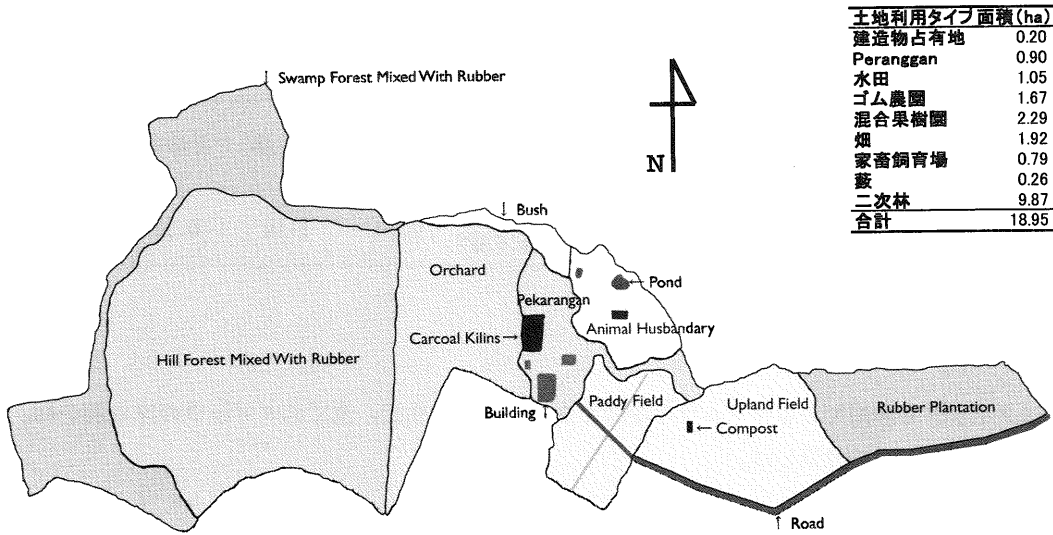 土地利用タイプ 面積(ha)
建造物占有地 0.20
Peranggan 0.90
水田 1.05
ゴム農園 1.67
混合果樹園 2.29
畑 1.92
家畜飼育場 0.79
藪 0.26
二次林 9.87
合計 18.95
Swamp Forest Mixed With Rubber
N
Bush
Orchard
Pond
Pekarangan
Animal Husbandary
Carcoal Kilins
Hill Forest Mixed With Rubber
Paddy Field
Upland Field
Rubber Plantation
Building
Compost
Road